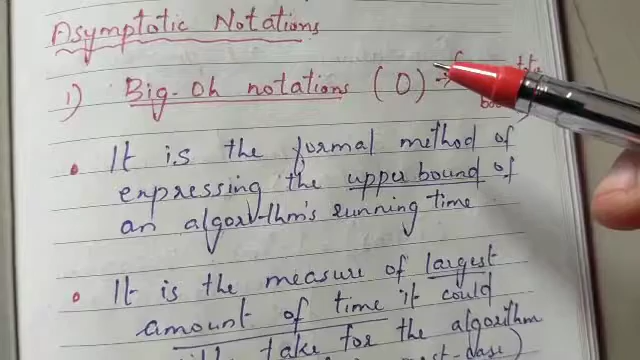 Asymptotic Notations
1) Big-Oh notations (O) →
• It is the formal method of
expressing the upper bound of
an algorithm's running time.
• It is the measure of largest
amount of time it could
take for the algorithm